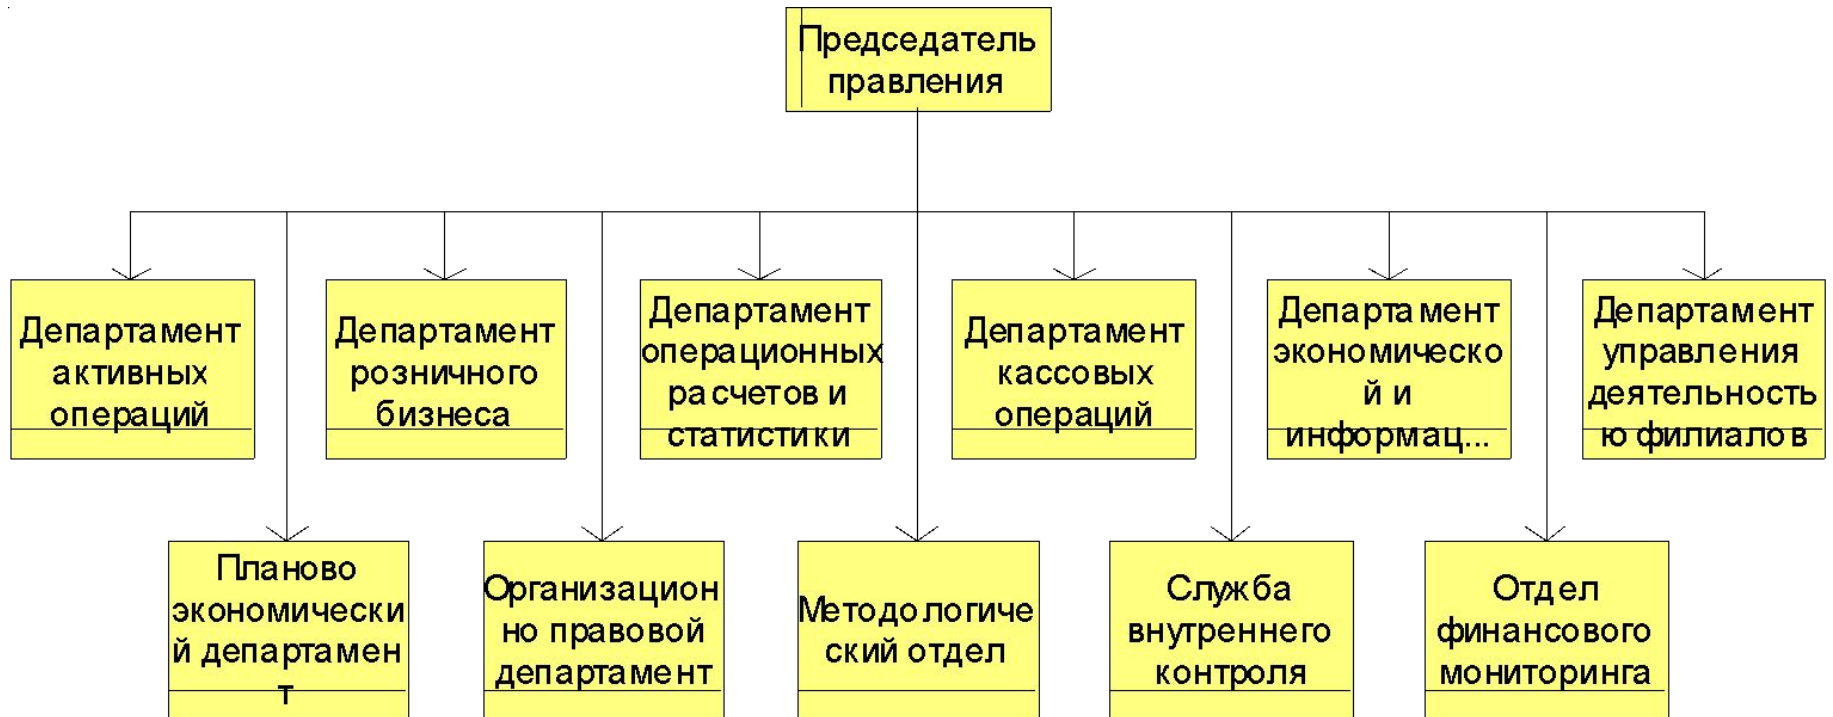 Председатель
правления
Департамент
активных
операций
Департамент
розничного
бизнеса
Департамент
операционных
расчетов и
статистики
Департамент
кассовых
операций
Департамент
экономическо
й и
информац...
Департамент
управления
деятельность
ю филиалов
Планово
экономически
й департамен
т
Организацион
но правовой
департамент
Методологиче
ский отдел
Служба
внутреннего
контроля
Отдел
финансового
мониторинга